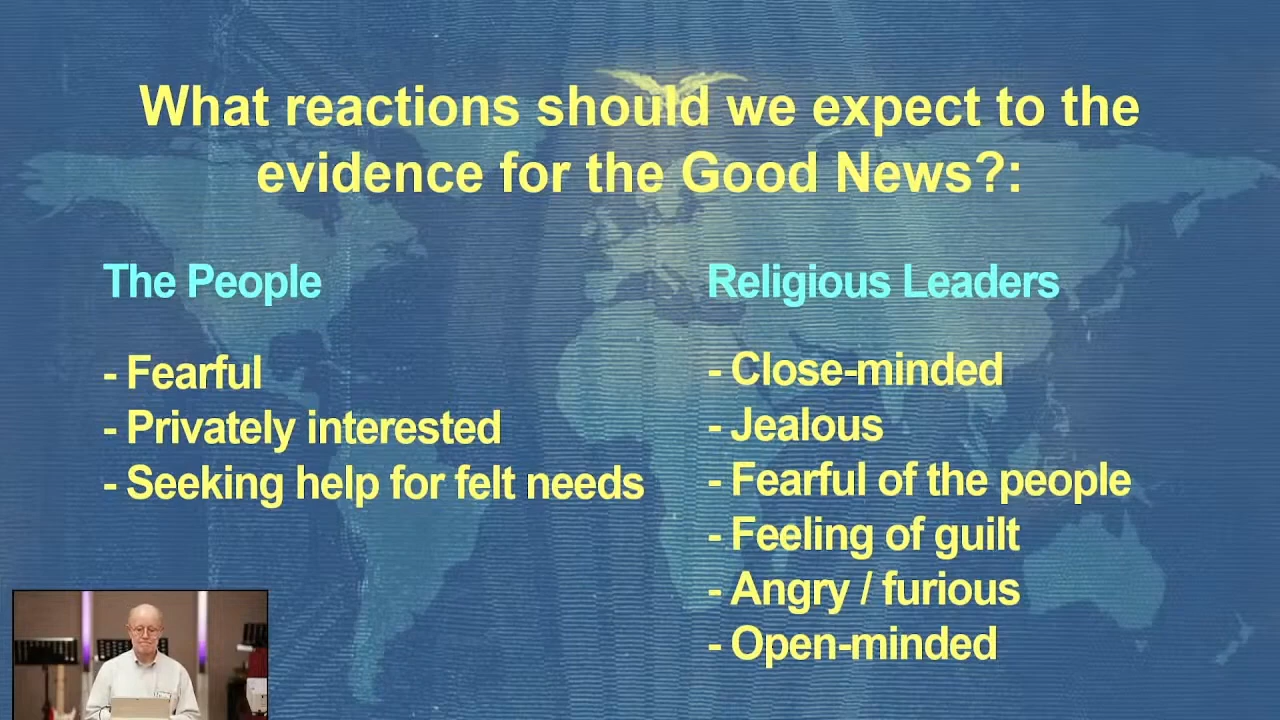 What reactions should we expect to the
evidence for the Good News?:
The People
- Fearful
- Privately interested
- Seeking help for felt needs
Religious Leaders
- Close-minded
- Jealous
- Fearful of the people
- Feeling of guilt
- Angry / furious
- Open-minded